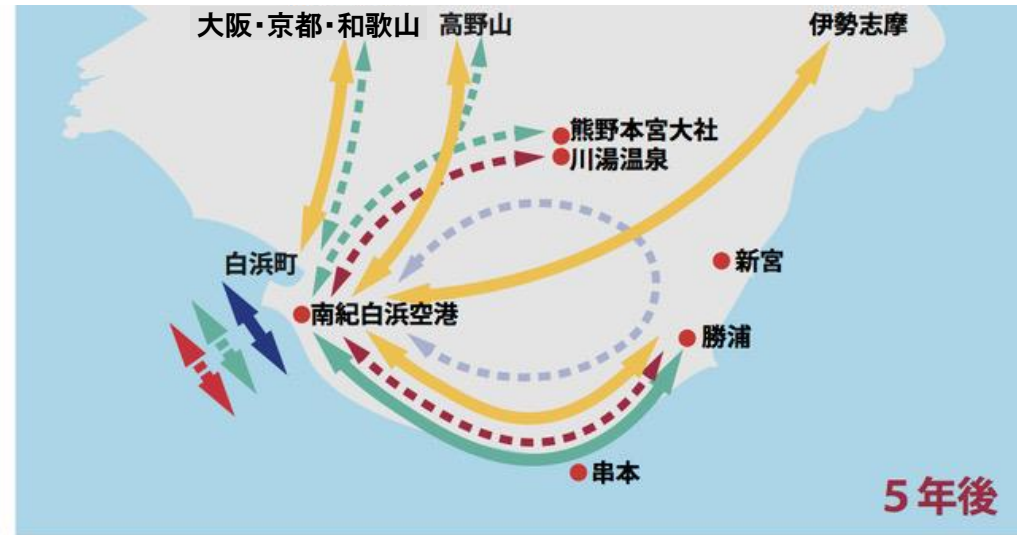 大阪・京都・和歌山
高野山
伊勢志摩
熊野本宮大社
川湯温泉
白浜町
新宮
南紀白浜空港
勝浦
串本
5年後